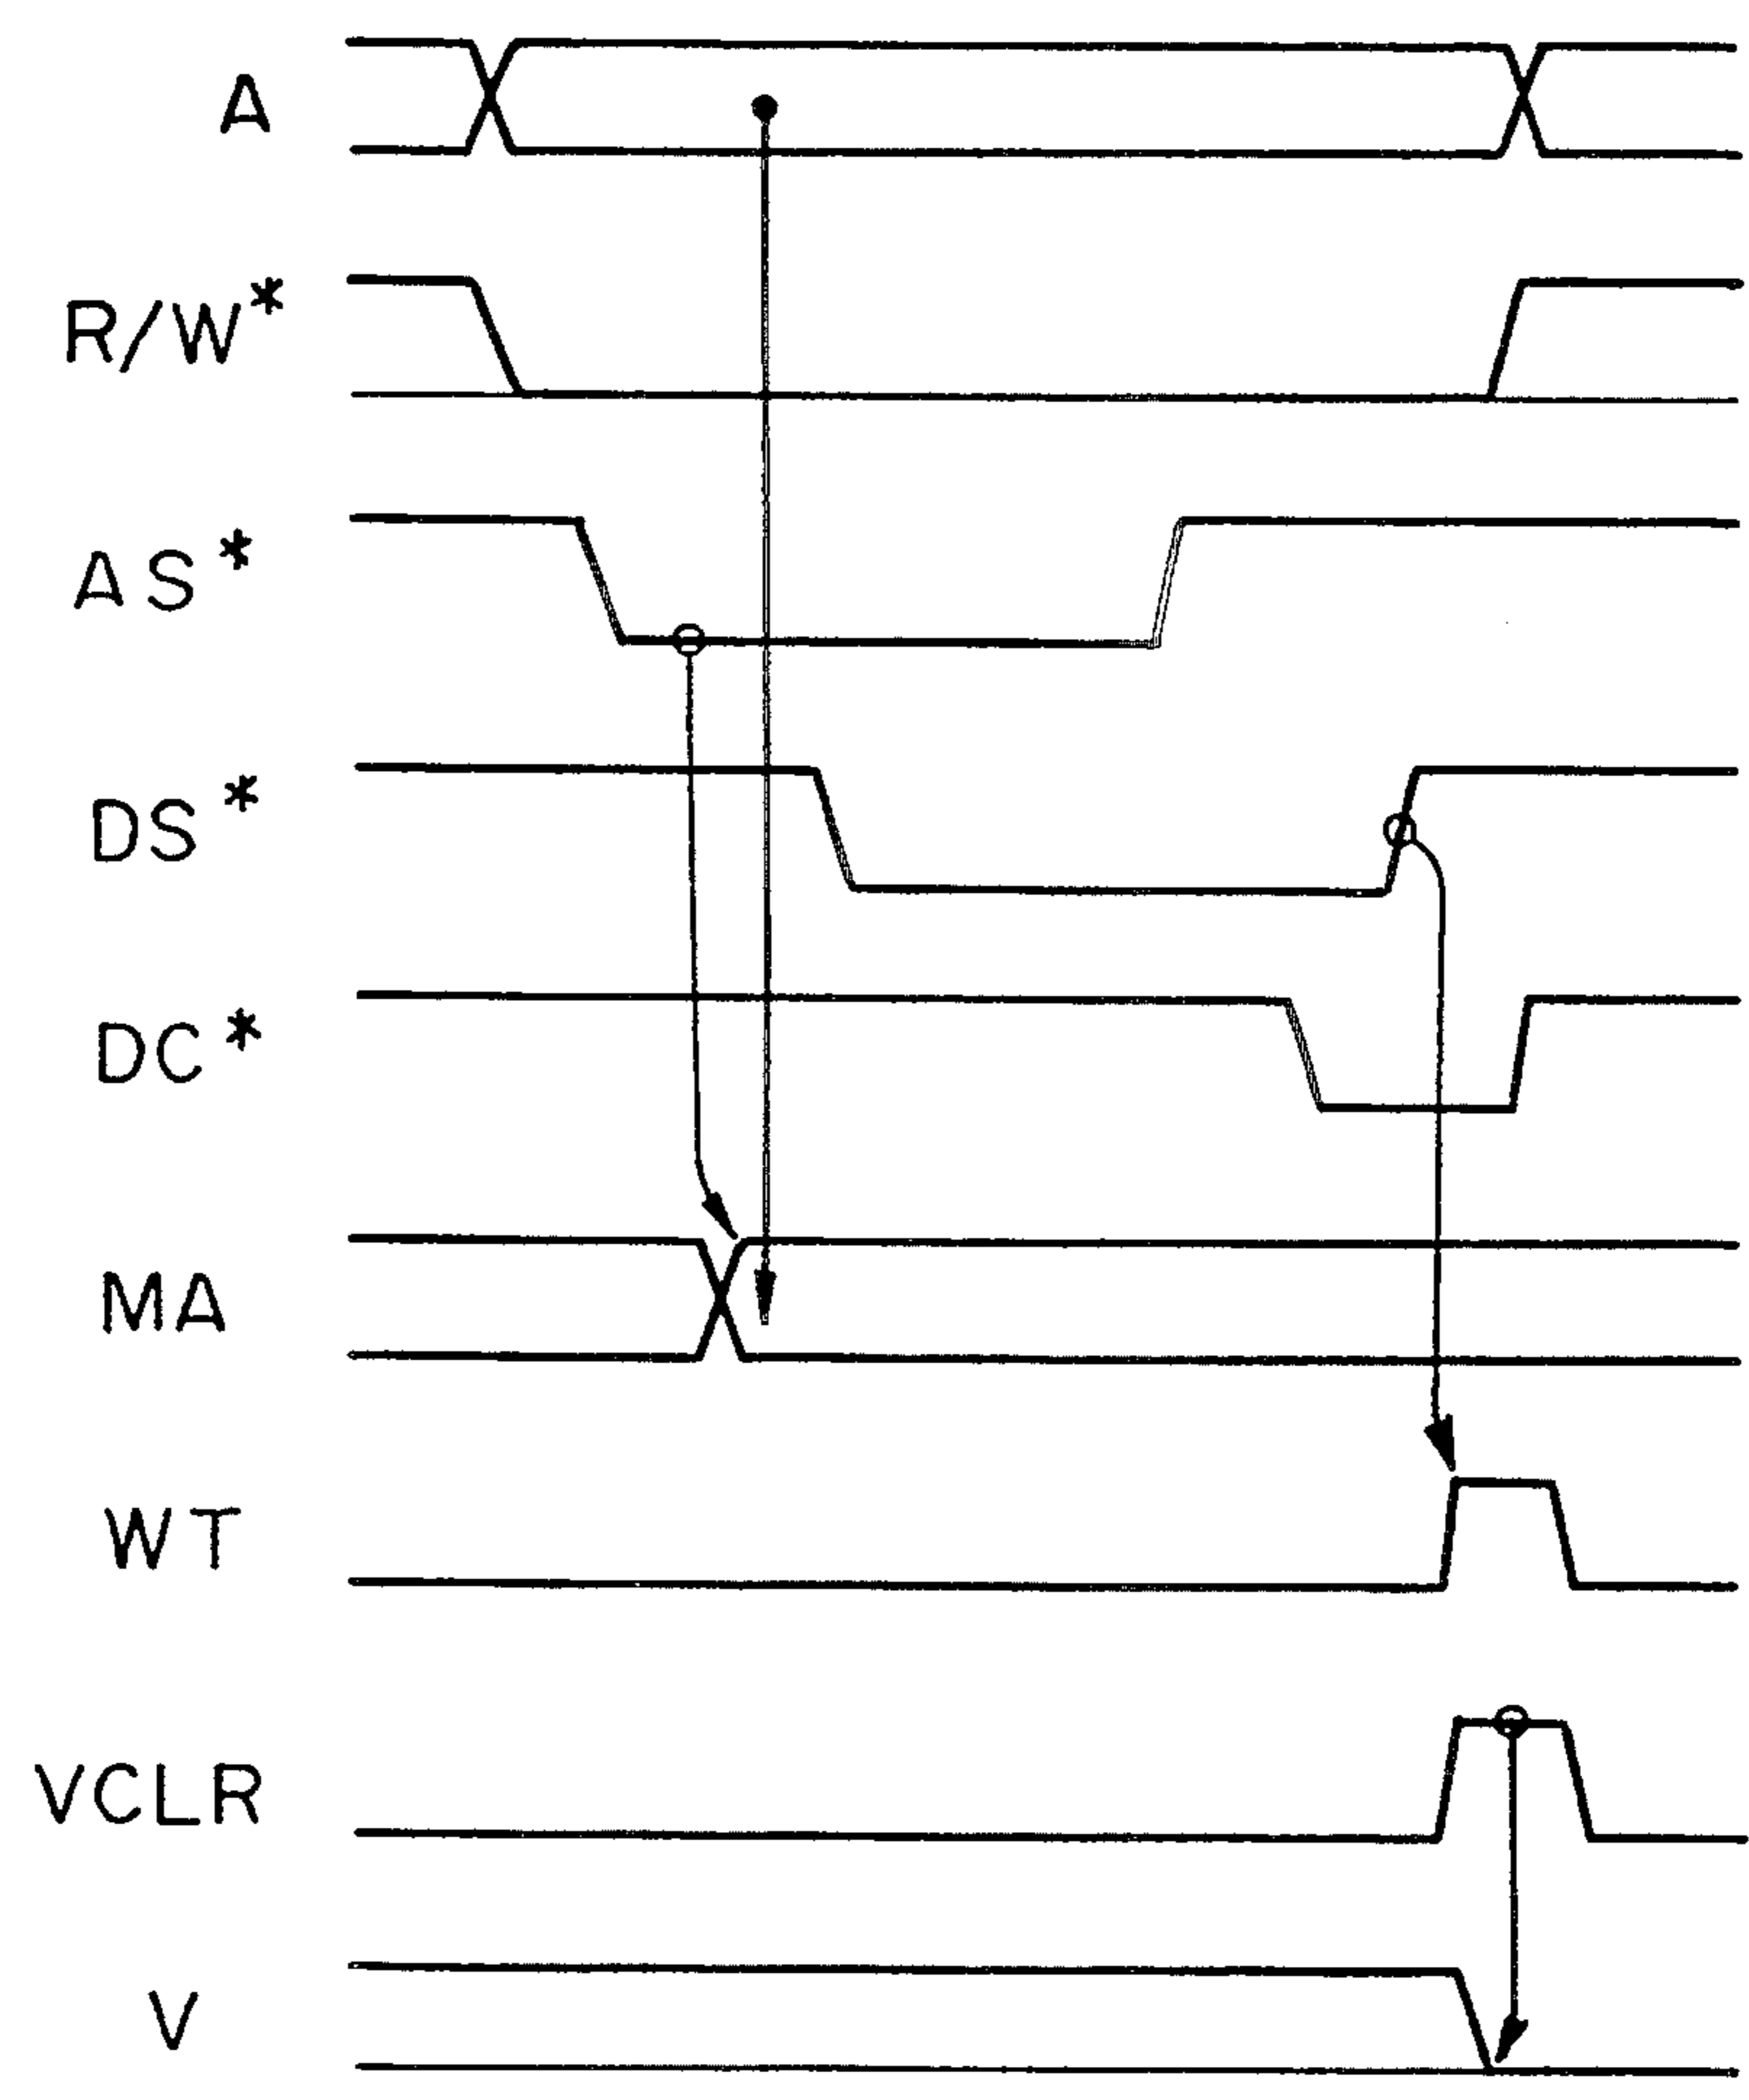 A
R/W*
AS*
DS*
DC*
MA
WT
VCLR
V